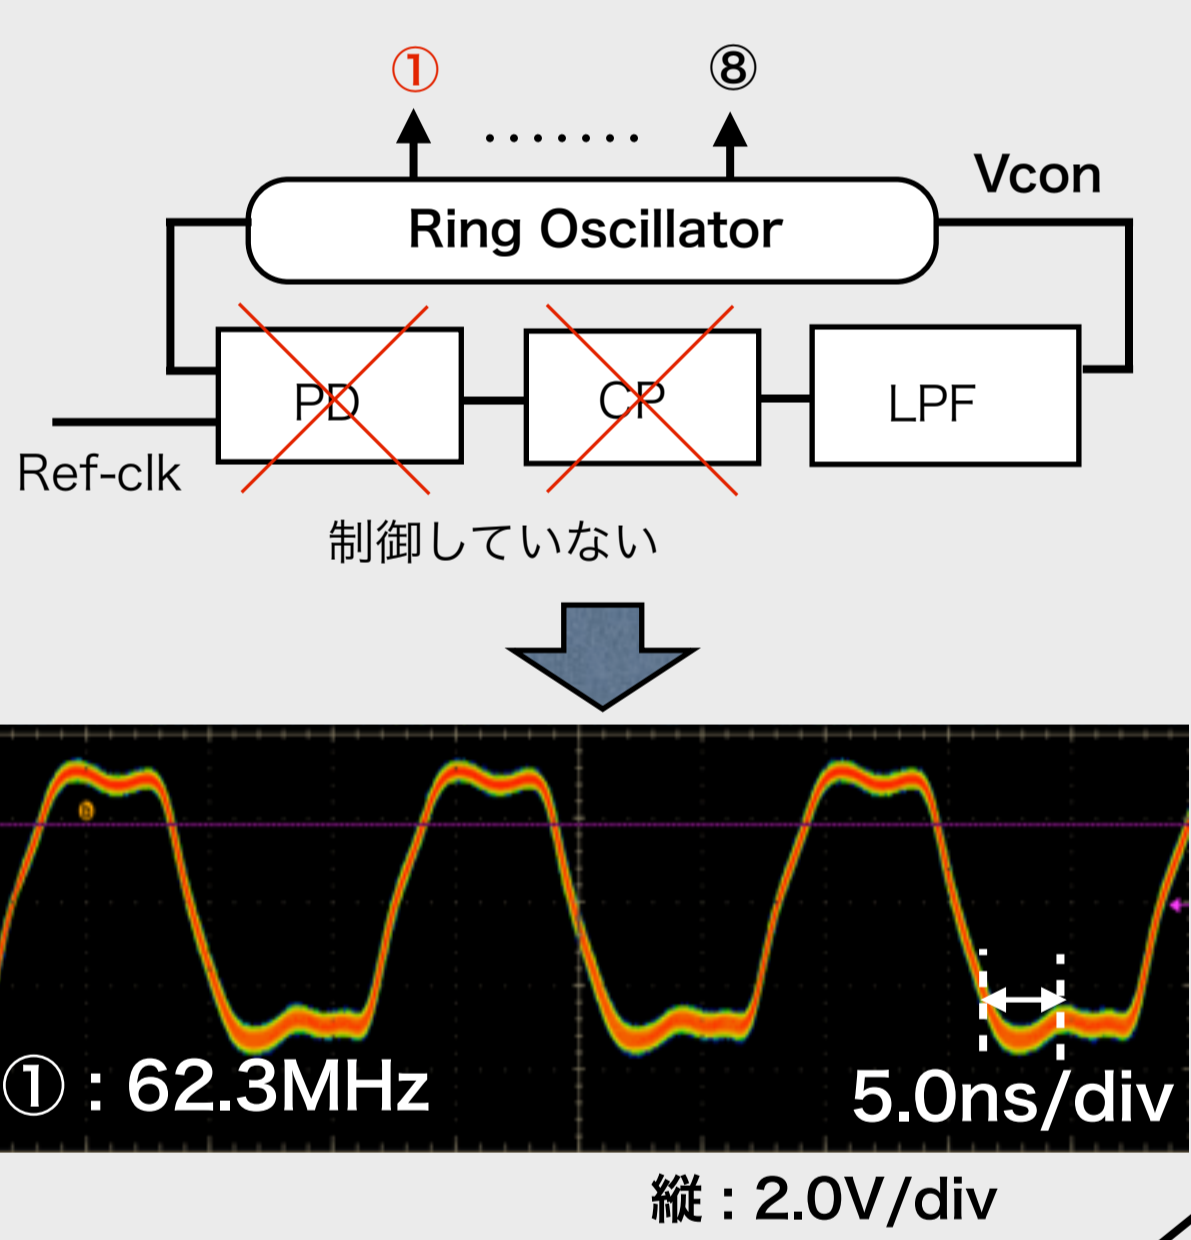 ① ⑧
.......
Vcon
Ring Oscillator
PD CP LPF
Ref-clk
制御していない
①:62.3MHz
5.0ns/div
縦:2.0V/div